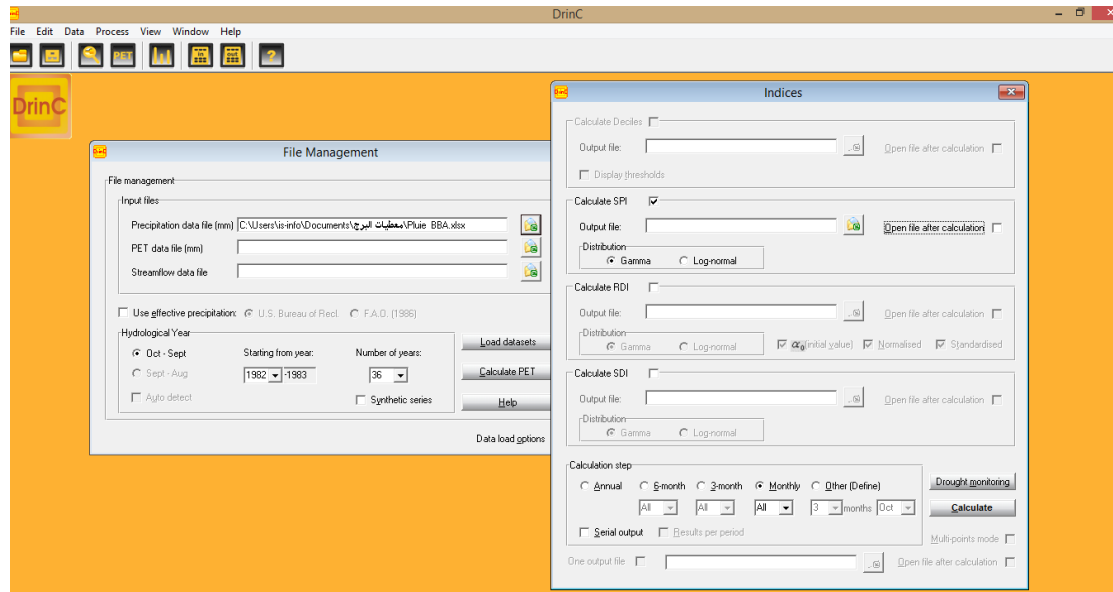 DrinC
File Edit Data Process View Window Help
PET in out ?
DrinC
File Management
File management
Input files
Precipitation data file (mm) C:\Users\is-info\Documents\معطيات البرج\Pluie BBA.xlsx
PET data file (mm)
Streamflow data file
Use effective precipitation: U.S. Bureau of Recl. F.A.O. (1986)
Hydrological Year
Oct - Sept Starting from year: Number of years:
Sept - Aug 1982 -1983 36
Auto detect Synthetic series
Load datasets
Calculate PET
Help
Data load options
Indices
Calculate Deciles
Output file: Open file after calculation
Display thresholds
Calculate SPI
Output file: Open file after calculation
Distribution
Gamma Log-normal
Calculate RDI
Output file: Open file after calculation
Distribution
Gamma Log-normal α0(initial value) Normalised Standardised
Calculate SDI
Output file: Open file after calculation
Distribution
Gamma Log-normal
Calculation step
Annual 6-month 3-month Monthly Other (Define)
All All All 3 months Oct
Serial output Results per period
Drought monitoring
Calculate
Multi-points mode
One output file Open file after calculation